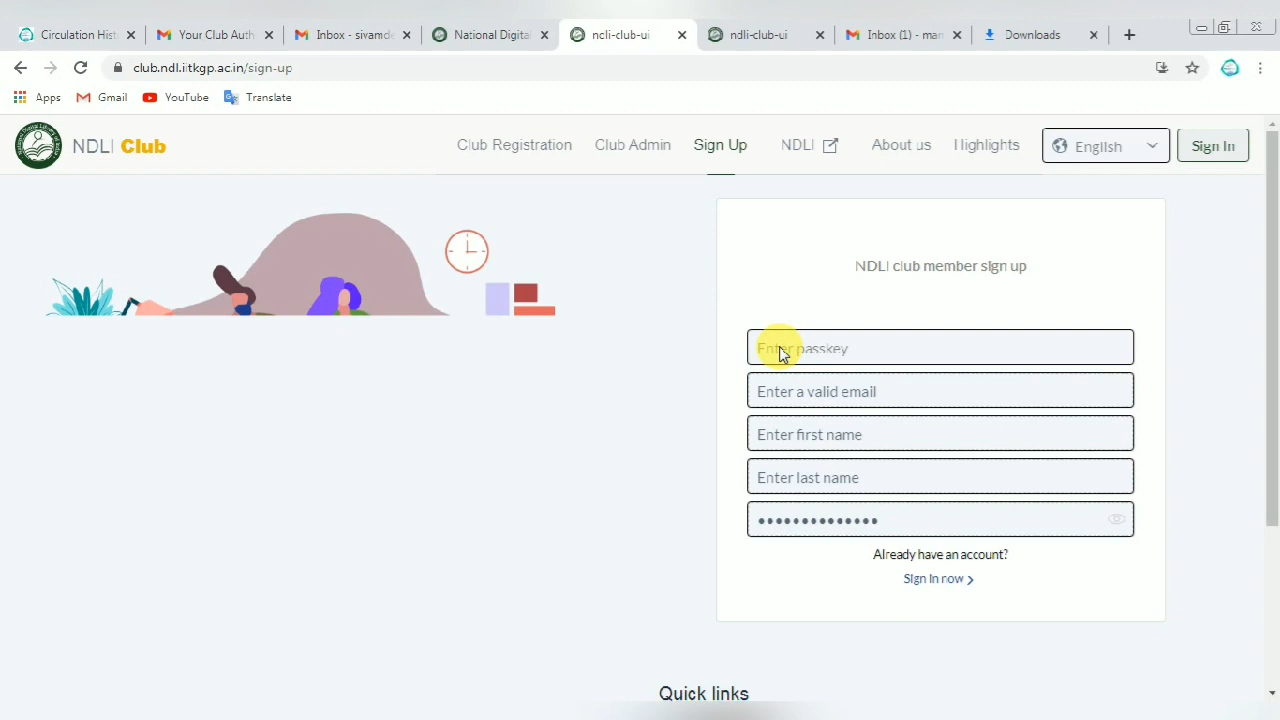 Circulation Hist
Your Club Auth
Inbox - sivamde
National Digita
ncli-club-ui
ndli-club-ui
Inbox (1) - man
Downloads
club.ndl.iitkgp.ac.in/sign-up
Apps
Gmail
YouTube
Translate
NDLI Club
Club Registration
Club Admin
Sign Up
NDLI
About us
Highlights
English
Sign In
NDLI club member sign up
Enter passkey
Enter a valid email
Enter first name
Enter last name
Already have an account?
Sign in now
Quick links